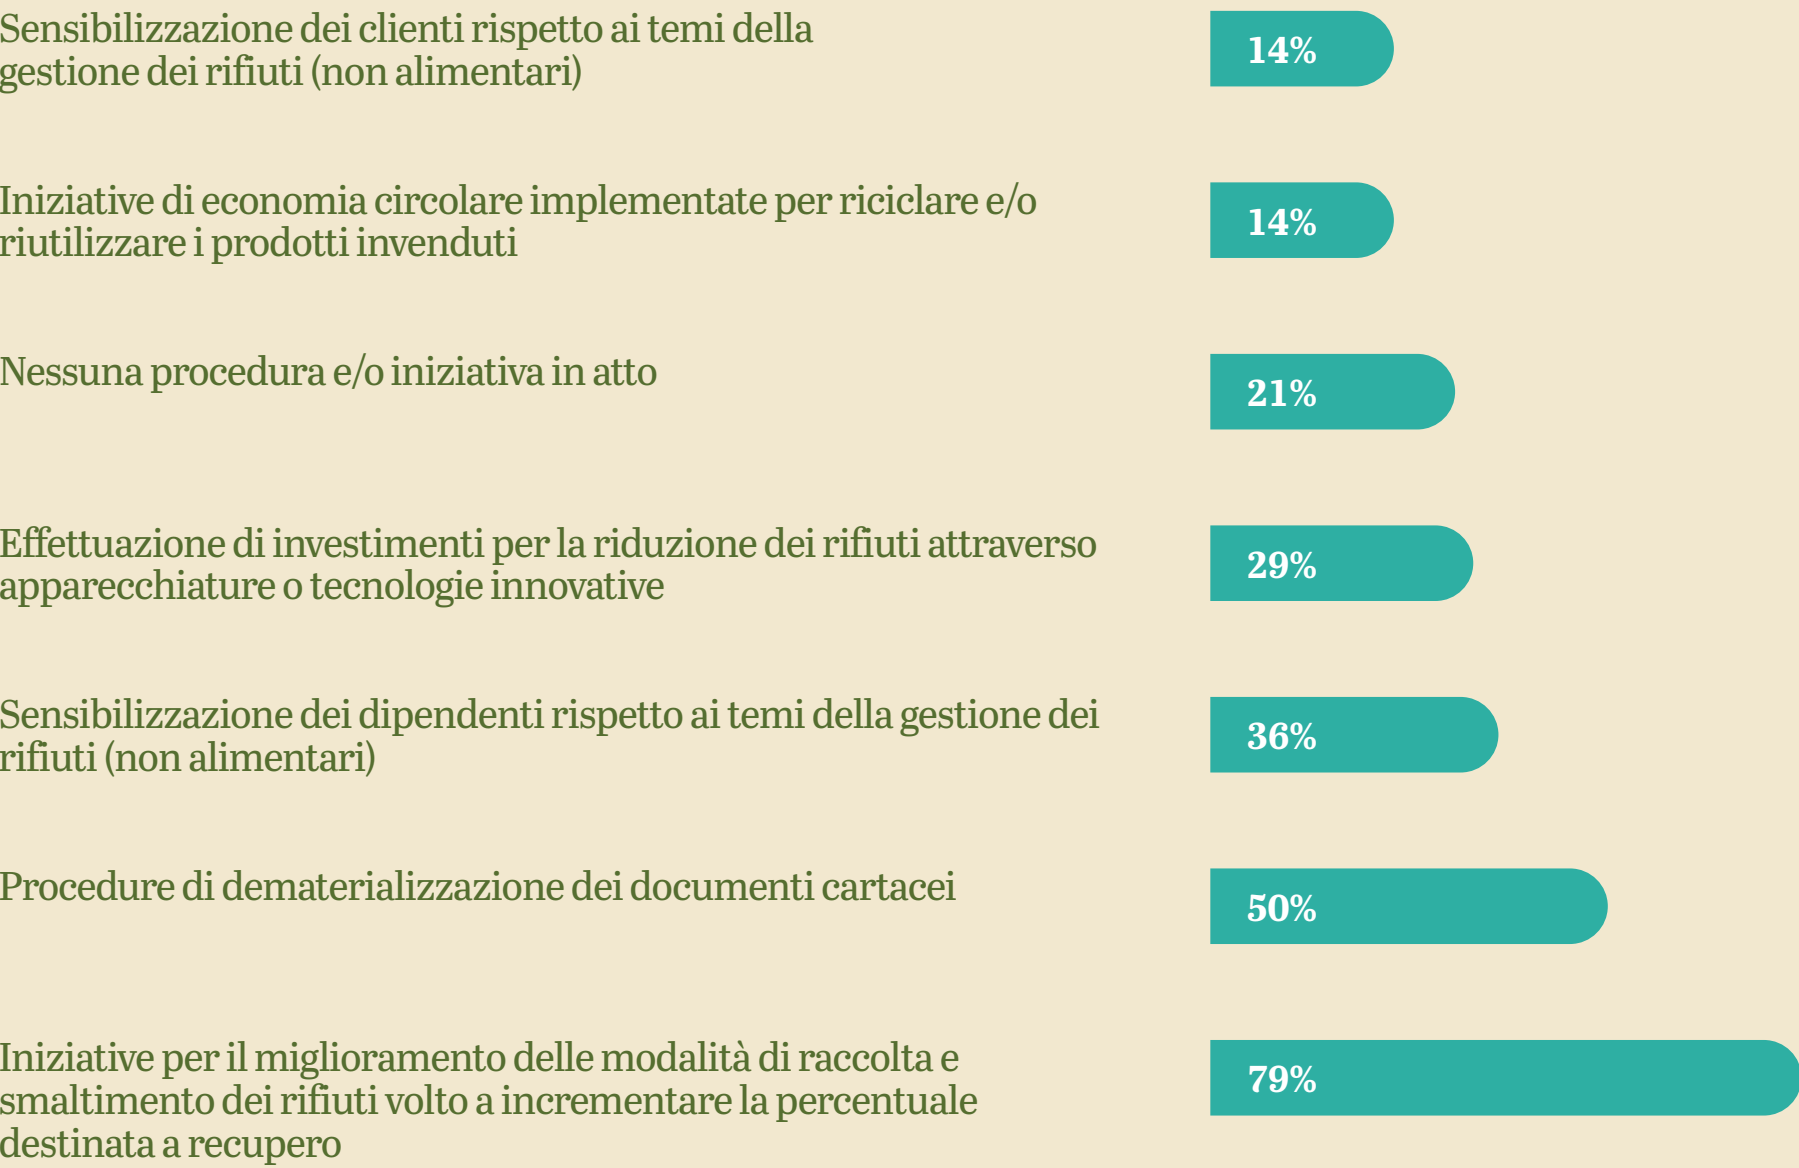 Sensibilizzazione dei clienti rispetto ai temi della
gestione dei rifiuti (non alimentari)
14%
Iniziative di economia circolare implementate per riciclare e/o
riutilizzare i prodotti invenduti
14%
Nessuna procedura e/o iniziativa in atto
21%
Effettuazione di investimenti per la riduzione dei rifiuti attraverso
apparecchiature o tecnologie innovative
29%
Sensibilizzazione dei dipendenti rispetto ai temi della gestione dei
rifiuti (non alimentari)
36%
Procedure di dematerializzazione dei documenti cartacei
50%
Iniziative per il miglioramento delle modalità di raccolta e
smaltimento dei rifiuti volto a incrementare la percentuale
destinata a recupero
79%